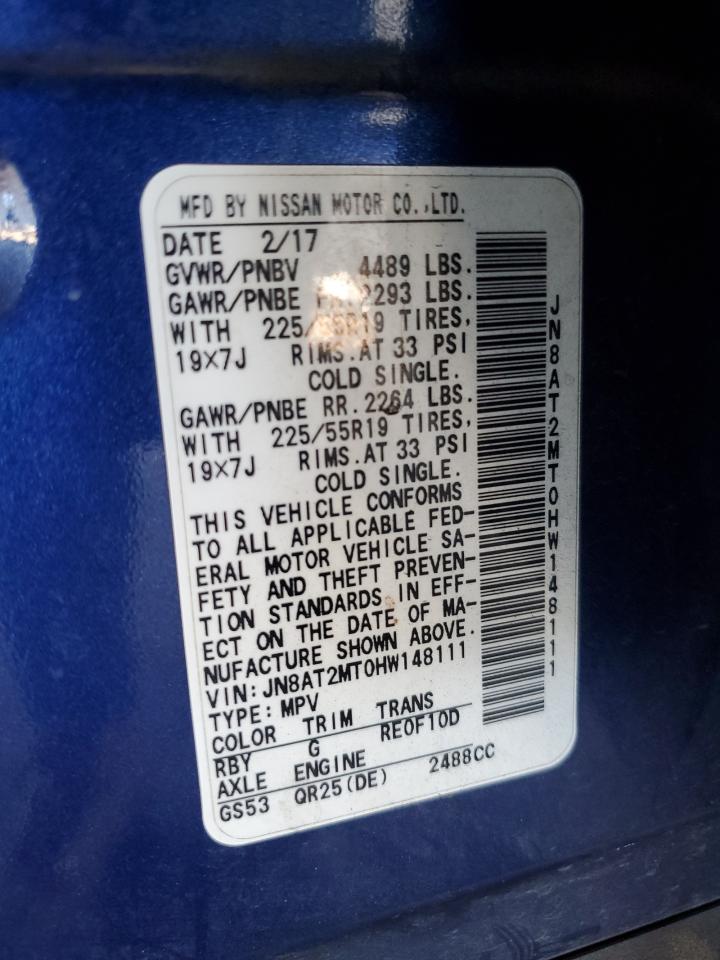 MFD BY NISSAN MOTOR CO.,LTD.
DATE 2/17
GVWR/PNBV 4489 LBS.
GAWR/PNBE 2293 LBS.
WITH 225/55R19 TIRES,
19X7J RIMS.AT 33 PSI
COLD SINGLE.
GAWR/PNBE RR.2264 LBS.
WITH 225/55R19 TIRES,
19X7J RIMS.AT 33 PSI
COLD SINGLE.
THIS VEHICLE CONFORMS
TO ALL APPLICABLE FED-
ERAL MOTOR VEHICLE SA-
FETY AND THEFT PREVEN-
TION STANDARDS IN EFF-
ECT ON THE DATE OF MA-
NUFACTURE SHOWN ABOVE.
VIN:JN8AT2MT0HW148111
TYPE:MPV
COLOR TRIM TRANS
RBY G RE0F10D
AXLE ENGINE
GS53 QR25(DE) 2488CC
JN8AT2MT0HW148111